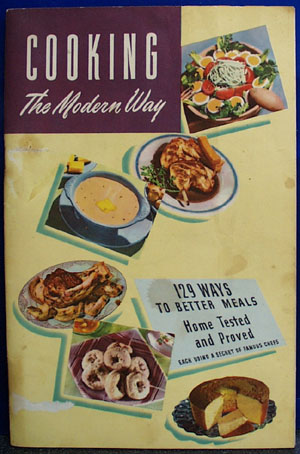 COOKING
The Modern Way
129 WAYS
TO BETTER MEALS
Home Tested
and Proved
EACH USING A SECRET OF FAMOUS CHEFS